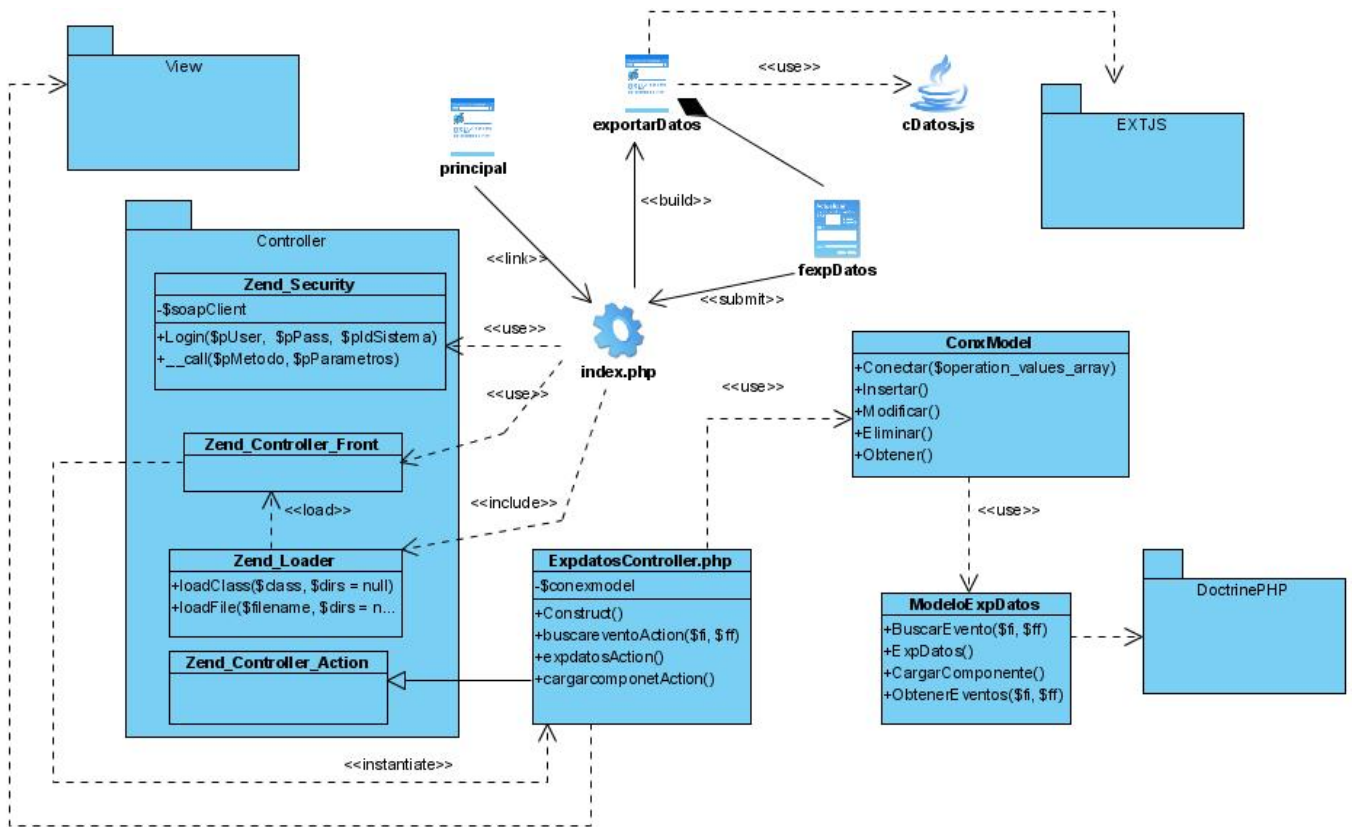 View
<<use>>
exportarDatos
cDatos.js
EXTJS
principal
<<build>>
fexpDatos
Controller
<<link>>
<<submit>>
Zend_Security
-$soapClient
+Login($pUser, $pPass, $pIdSistema)
+__call($pMetodo, $pParametros)
<<use>>
index.php
<<use>>
ConxModel
+Conectar($operation_values_array)
+Insertar()
+Modificar()
+Eliminar()
+Obtener()
<<use>>
Zend_Controller_Front
<<load>>
<<include>>
<<use>>
Zend_Loader
+loadClass($class, $dirs = null)
+loadFile($filename, $dirs = n...
ExpdatosController.php
-$conexmodel
+Construct()
+buscareventoAction($fi, $ff)
+expdatosAction()
+cargarcomponetAction()
Zend_Controller_Action
ModeloExpDatos
+BuscarEvento($fi, $ff)
+ExpDatos()
+CargarComponente()
+ObtenerEventos($fi, $ff)
DoctrinePHP
<<instantiate>>